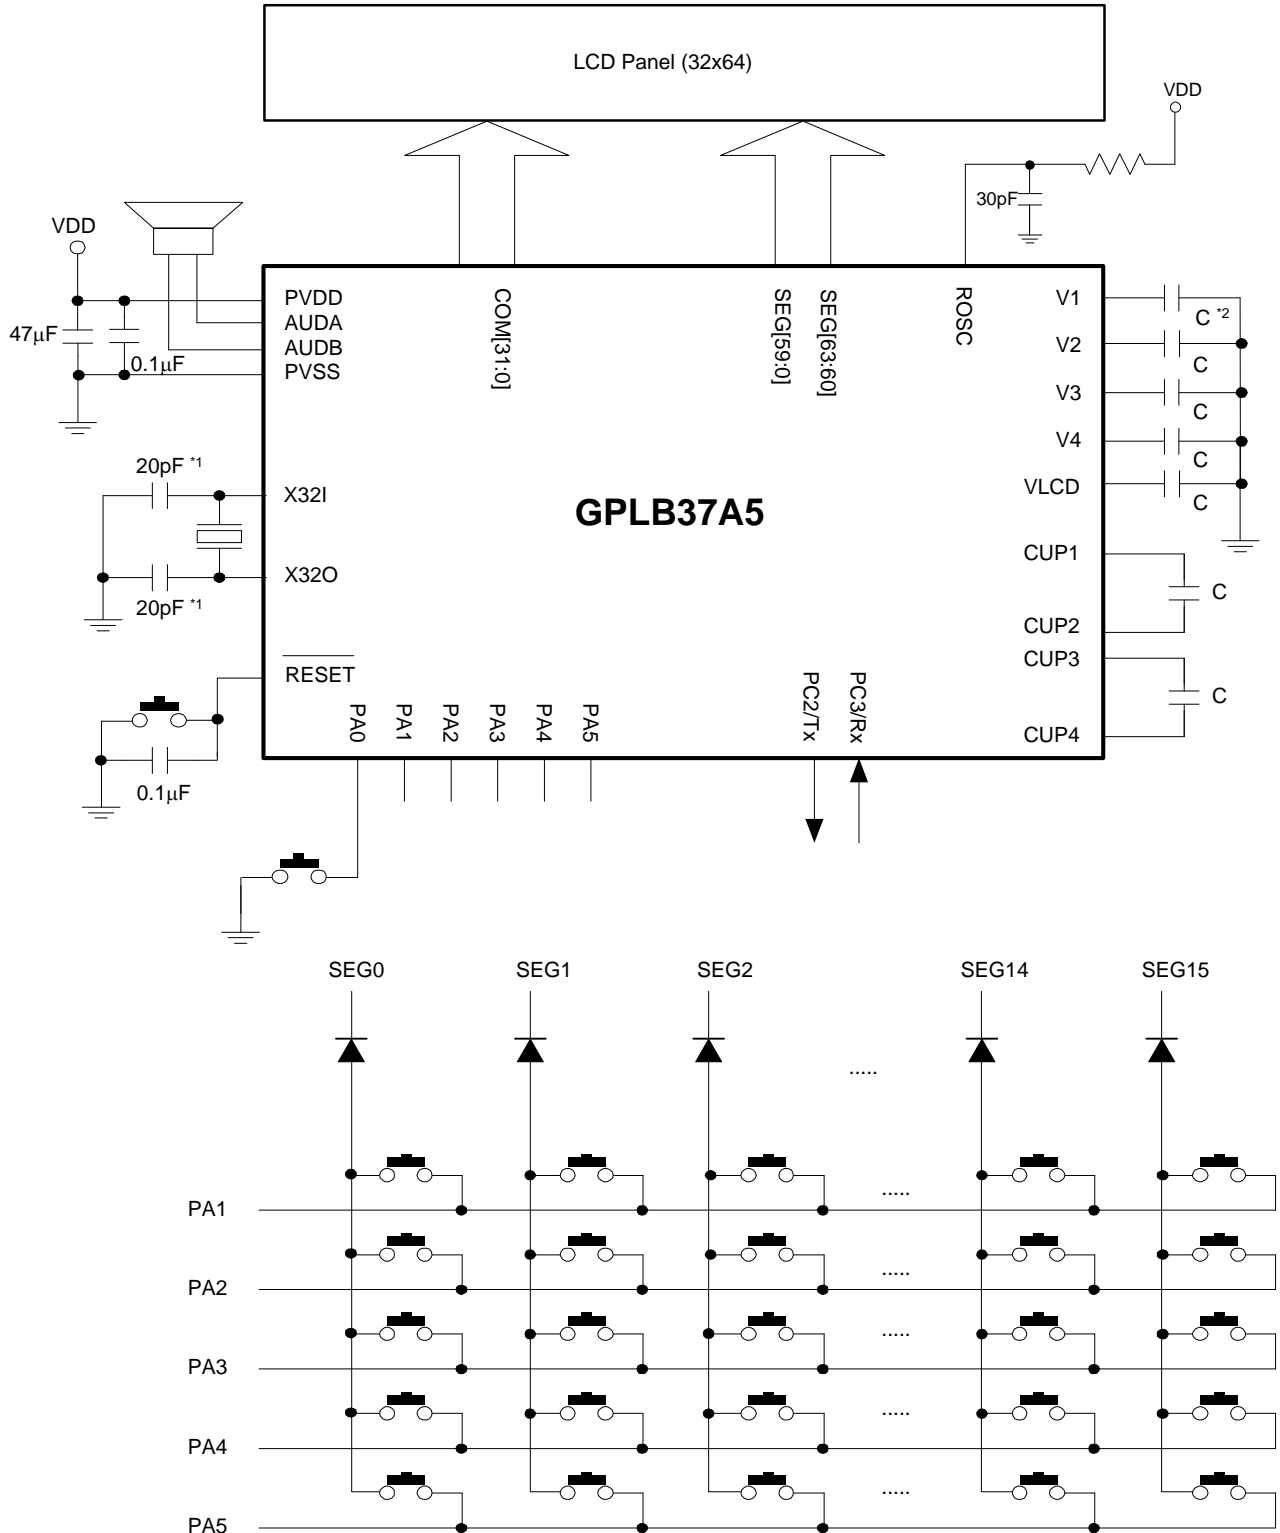 LCD Panel (32x64)
VDD
30pF
VDD
47μF
0.1μF
PVDD
AUDA
AUDB
PVSS
COM[31:0]
SEG[59:0]
SEG[63:60]
ROSC
V1
C *2
V2
C
V3
C
V4
C
VLCD
C
20pF *1
X32I
GPLB37A5
X32O
20pF *1
CUP1
C
CUP2
CUP3
C
CUP4
RESET
0.1μF
PA0
PA1
PA2
PA3
PA4
PA5
PC2/Tx
PC3/Rx
SEG0 SEG1 SEG2 SEG14 SEG15
.....
PA1 .....
PA2 .....
PA3 .....
PA4 .....
PA5 .....